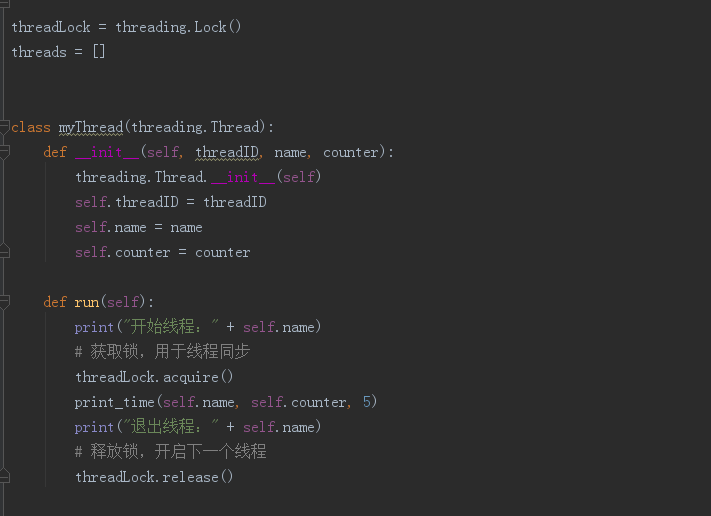 threadLock = threading.Lock()
threads = []
class myThread(threading.Thread):
def __init__(self, threadID, name, counter):
threading.Thread.__init__(self)
self.threadID = threadID
self.name = name
self.counter = counter
def run(self):
print("开始线程：" + self.name)
# 获取锁，用于线程同步
threadLock.acquire()
print_time(self.name, self.counter, 5)
print("退出线程：" + self.name)
# 释放锁，开启下一个线程
threadLock.release()